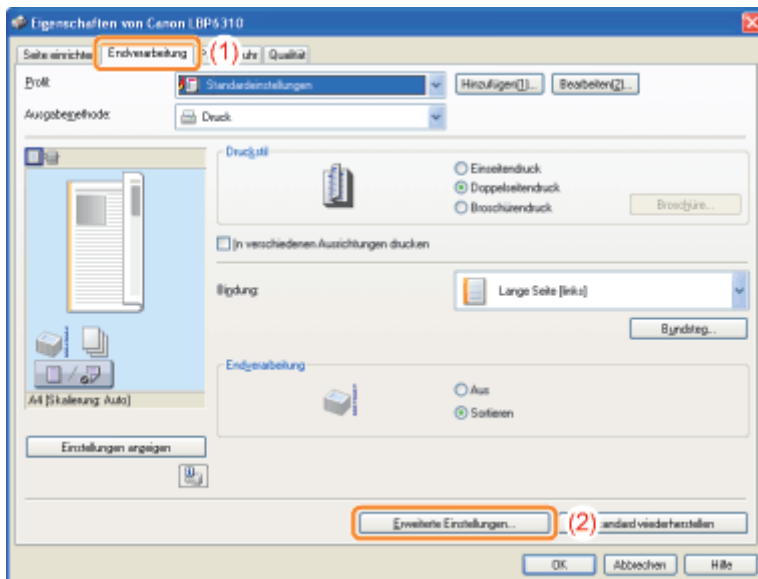 Eigenschaften von Canon LBP6310
Seite einrichten Endverarbeitung (1) uhr Qualität
Profil: Standardeinstellungen Hinzufügen(1)... Bearbeiten(2)...
Ausgabemethode: Druck
Druckstil
Einseitendruck
Doppelseitendruck
Broschürendruck
Broschüre...
In verschiedenen Ausrichtungen drucken
Bindung: Lange Seite [links]
Bundsteg...
Endverarbeitung
Aus
Sortieren
A4 [Skalierung: Auto]
Einstellungen anzeigen
Erweiterte Einstellungen... (2) andard wiederherstellen
OK Abbrechen Hilfe